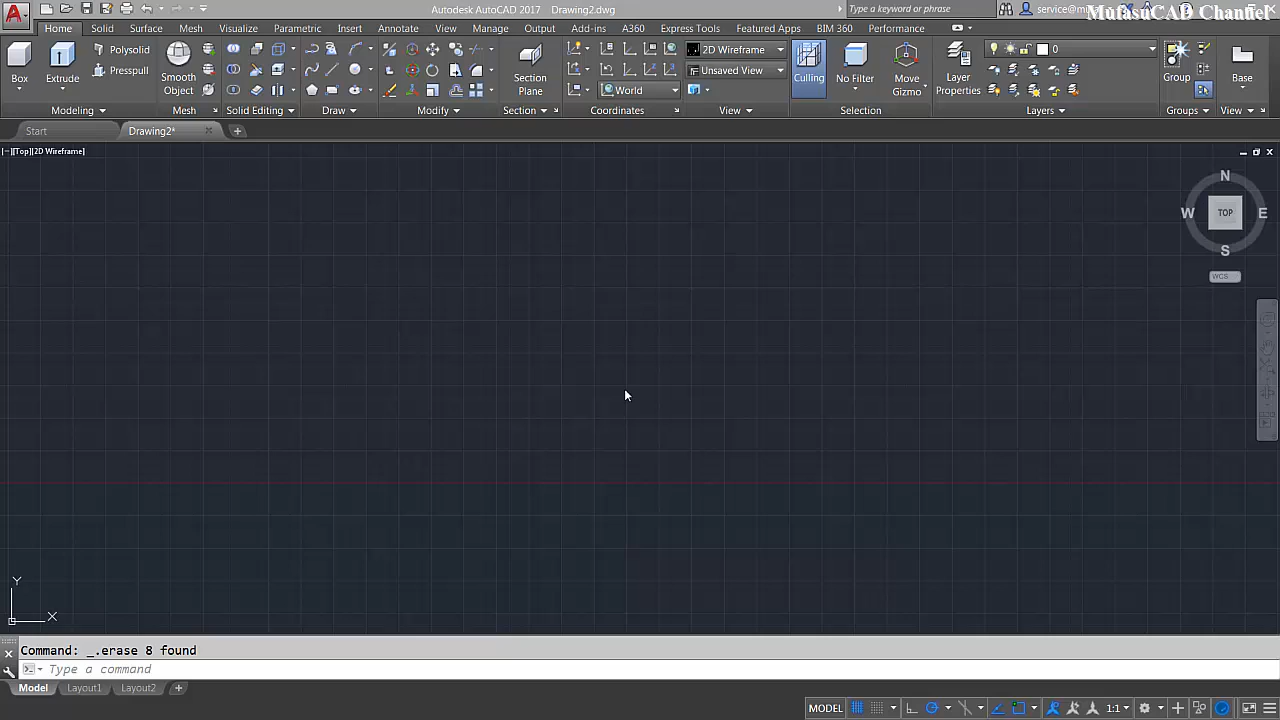 Autodesk AutoCAD 2017 Drawing2.dwg
Type a keyword or phrase
MufasuCAD Channel
Home Solid Surface Mesh Visualize Parametric Insert Annotate View Manage Output Add-ins A360 Express Tools Featured Apps BIM 360 Performance
Box
Extrude
Polysolid
Presspull
Smooth
Object
Section
Plane
World
2D Wireframe
Unsaved View
Culling
No Filter
Move
Gizmo
Layer
Properties
0
Group
Base
Modeling Mesh Solid Editing Draw Modify Section Coordinates View Selection Layers Groups View
Start Drawing2*
[−][Top][2D Wireframe]
N
W TOP E
S
WCS
Y
X
Command: _.erase 8 found
Type a command
Model Layout1 Layout2
MODEL 1:1